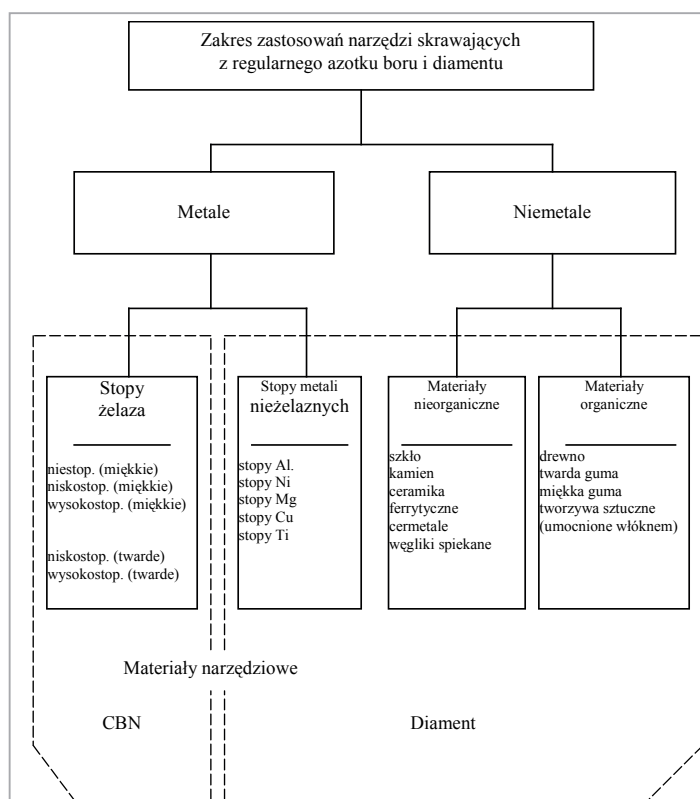 Zakres zastosowań narzędzi skrawających
z regularnego azotku boru i diamentu
Metale
Niemetale
Stopy
żelaza
niestop. (miękkie)
niskostop. (miękkie)
wysokostop. (miękkie)
niskostop. (twarde)
wysokostop. (twarde)
Stopy metali
nieżelaznych
stopy Al.
stopy Ni
stopy Mg
stopy Cu
stopy Ti
Materiały
nieorganiczne
szkło
kamien
ceramika
ferrytyczne
cermetale
węgliki spiekane
Materiały
organiczne
drewno
twarda guma
miękka guma
tworzywa sztuczne
(umocnione włóknem)
Materiały narzędziowe
CBN
Diament